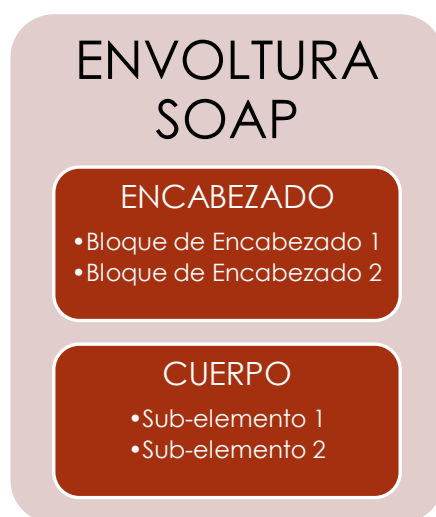 ENVOLTURA
SOAP
ENCABEZADO
•Bloque de Encabezado 1
•Bloque de Encabezado 2
CUERPO
•Sub-elemento 1
•Sub-elemento 2